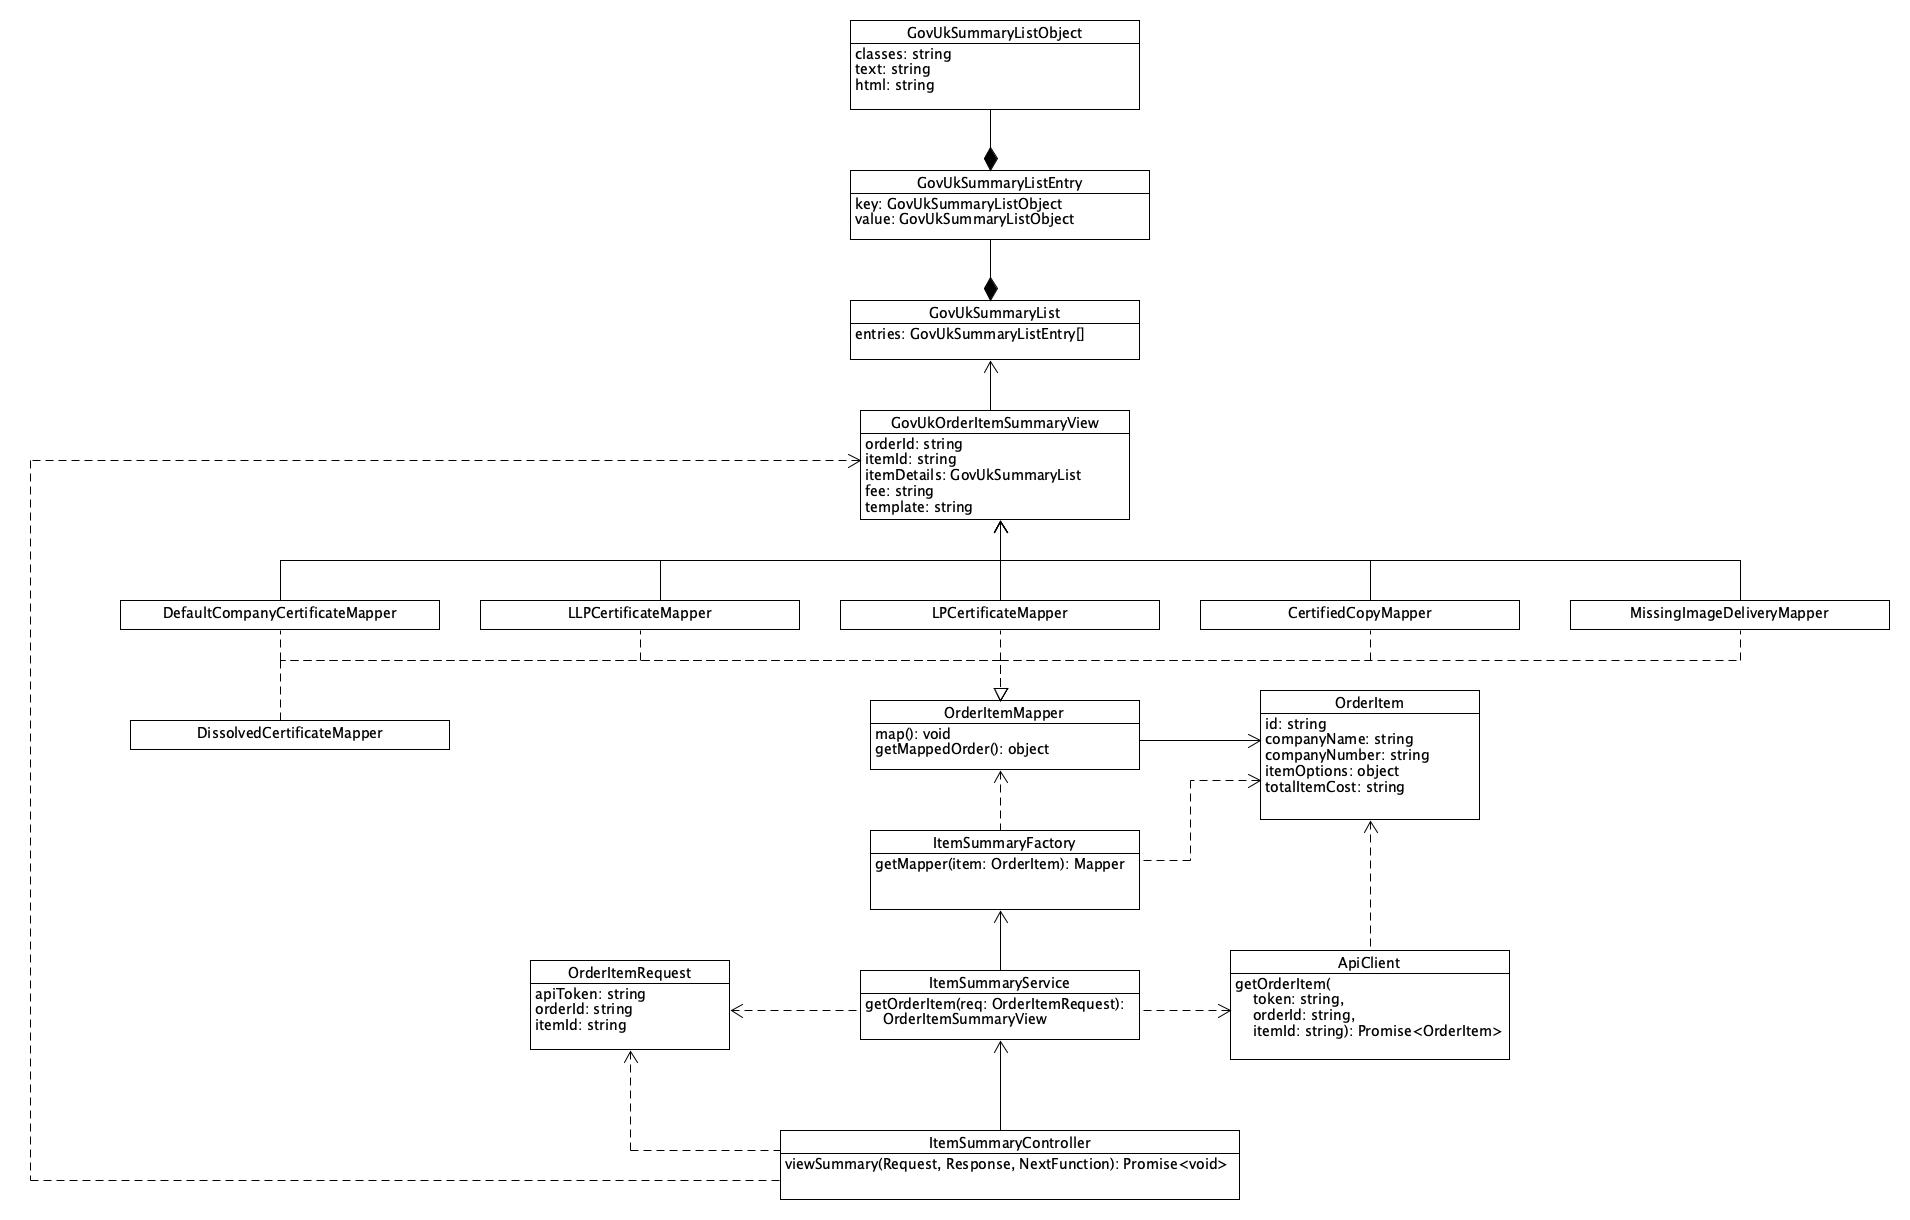 GovUkSummaryListObject
classes: string
text: string
html: string
GovUkSummaryListEntry
key: GovUkSummaryListObject
value: GovUkSummaryListObject
GovUkSummaryList
entries: GovUkSummaryListEntry[]
GovUkOrderItemSummaryView
orderId: string
itemId: string
itemDetails: GovUkSummaryList
fee: string
template: string
DefaultCompanyCertificateMapper
LLPCertificateMapper
LPCertificateMapper
CertifiedCopyMapper
MissingImageDeliveryMapper
DissolvedCertificateMapper
OrderItemMapper
map(): void
getMappedOrder(): object
OrderItem
id: string
companyName: string
companyNumber: string
itemOptions: object
totalItemCost: string
ItemSummaryFactory
getMapper(item: OrderItem): Mapper
OrderItemRequest
apiToken: string
orderId: string
itemId: string
ItemSummaryService
getOrderItem(req: OrderItemRequest):
OrderItemSummaryView
ApiClient
getOrderItem(
token: string,
orderId: string,
itemId: string): Promise<OrderItem>
ItemSummaryController
viewSummary(Request, Response, NextFunction): Promise<void>